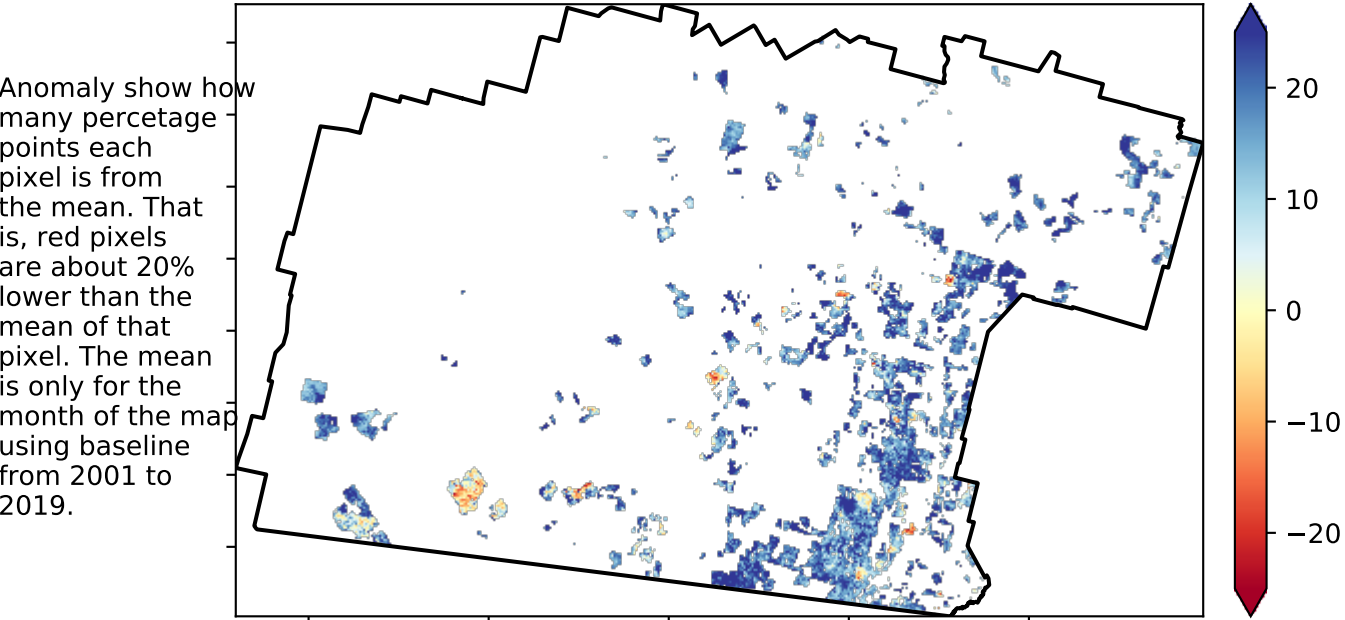 Anomaly show how
many percetage
points each
pixel is from
the mean. That
is, red pixels
are about 20%
lower than the
mean of that
pixel. The mean
is only for the
month of the map
using baseline
from 2001 to
2019.
20
10
0
−10
−20